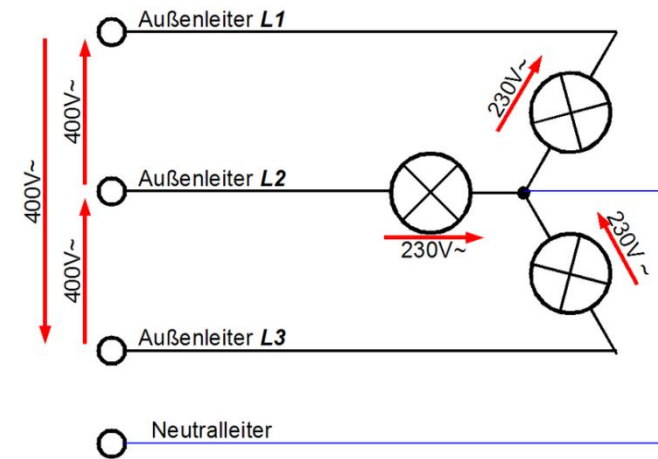 Außenleiter L1
230V~
400V~
400V~
Außenleiter L2
230V~
230V~
400V~
Außenleiter L3
Neutralleiter